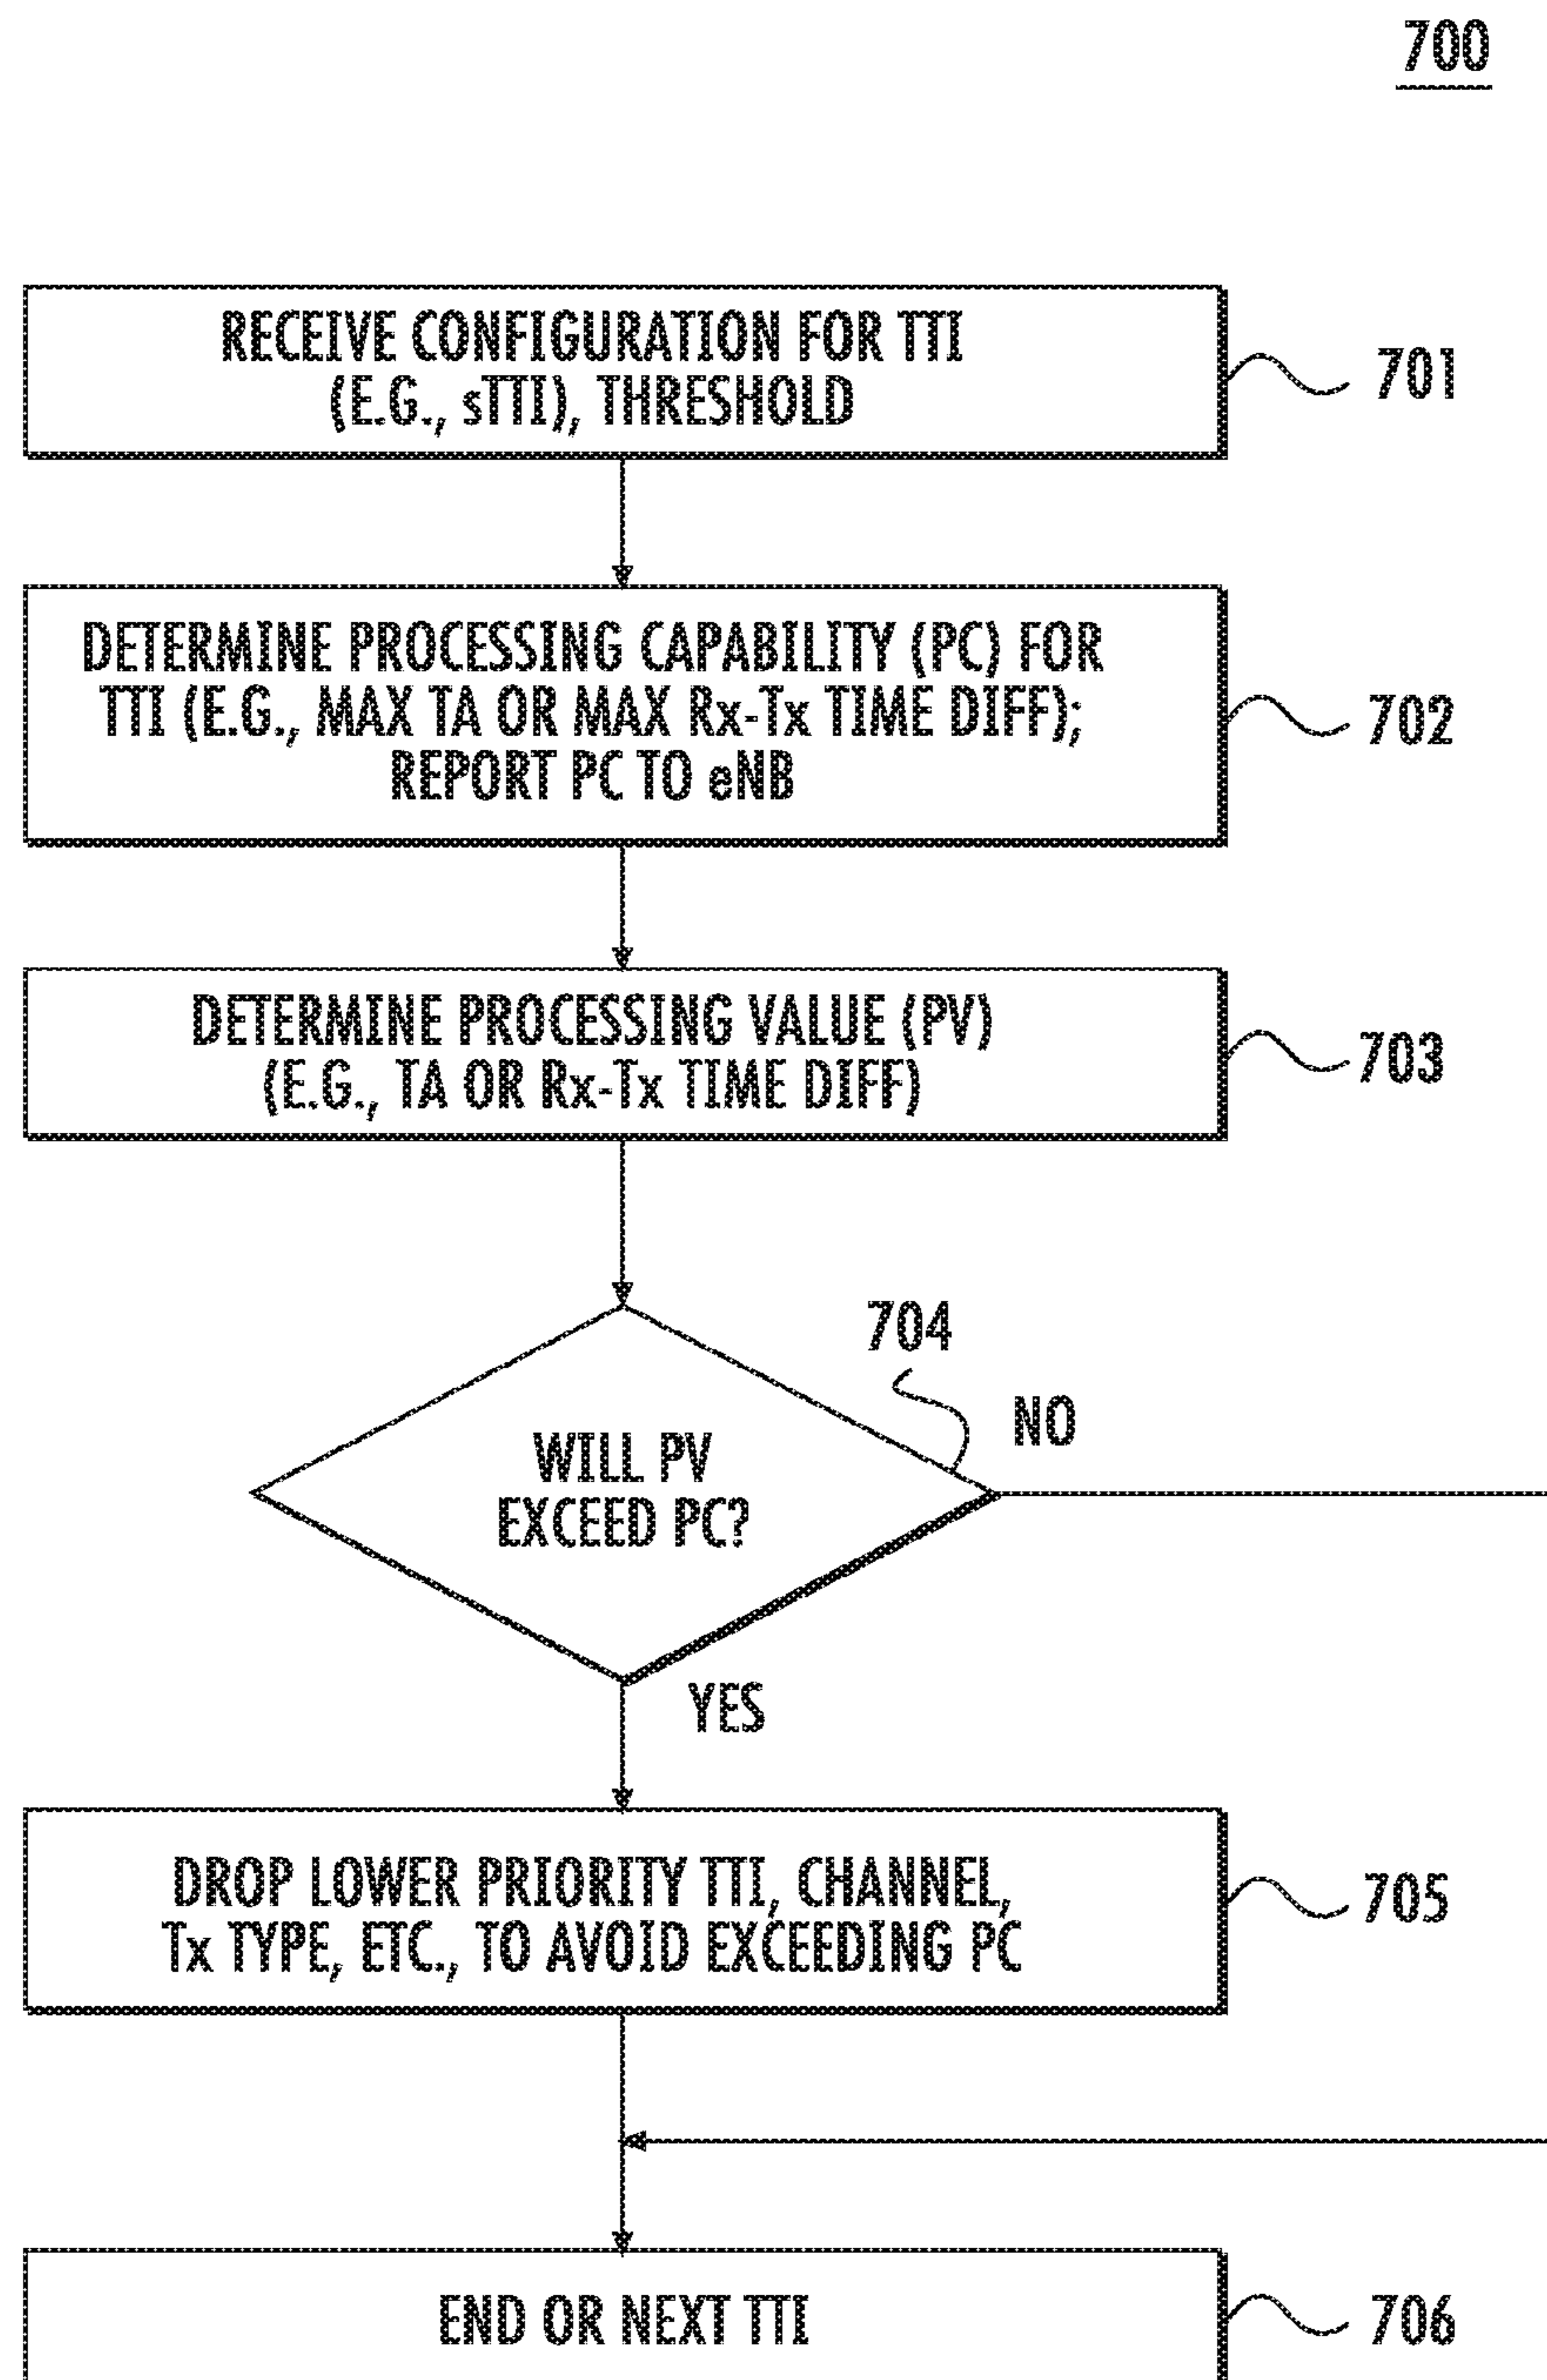 700
RECEIVE CONFIGURATION FOR TTI
(E.G., sTTI), THRESHOLD
701
DETERMINE PROCESSING CAPABILITY (PC) FOR
TTI (E.G., MAX TA OR MAX Rx-Tx TIME DIFF);
REPORT PC TO eNB
702
DETERMINE PROCESSING VALUE (PV)
(E.G., TA OR Rx-Tx TIME DIFF)
703
704
NO
WILL PV
EXCEED PC?
YES
DROP LOWER PRIORITY TTI, CHANNEL,
Tx TYPE, ETC., TO AVOID EXCEEDING PC
705
END OR NEXT TTI
706